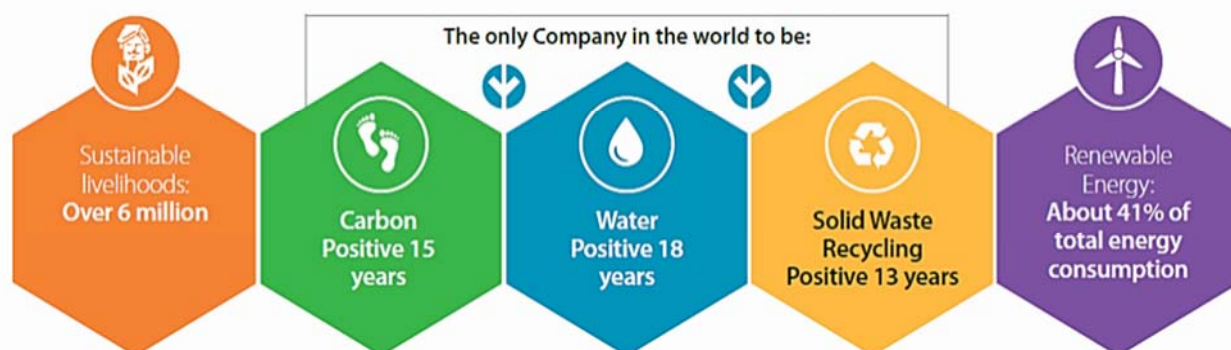 The only Company in the world to be:
Sustainable
livelihoods:
Over 6 million
Carbon
Positive 15
years
Water
Positive 18
years
Solid Waste
Recycling
Positive 13 years
Renewable
Energy:
About 41% of
total energy
consumption